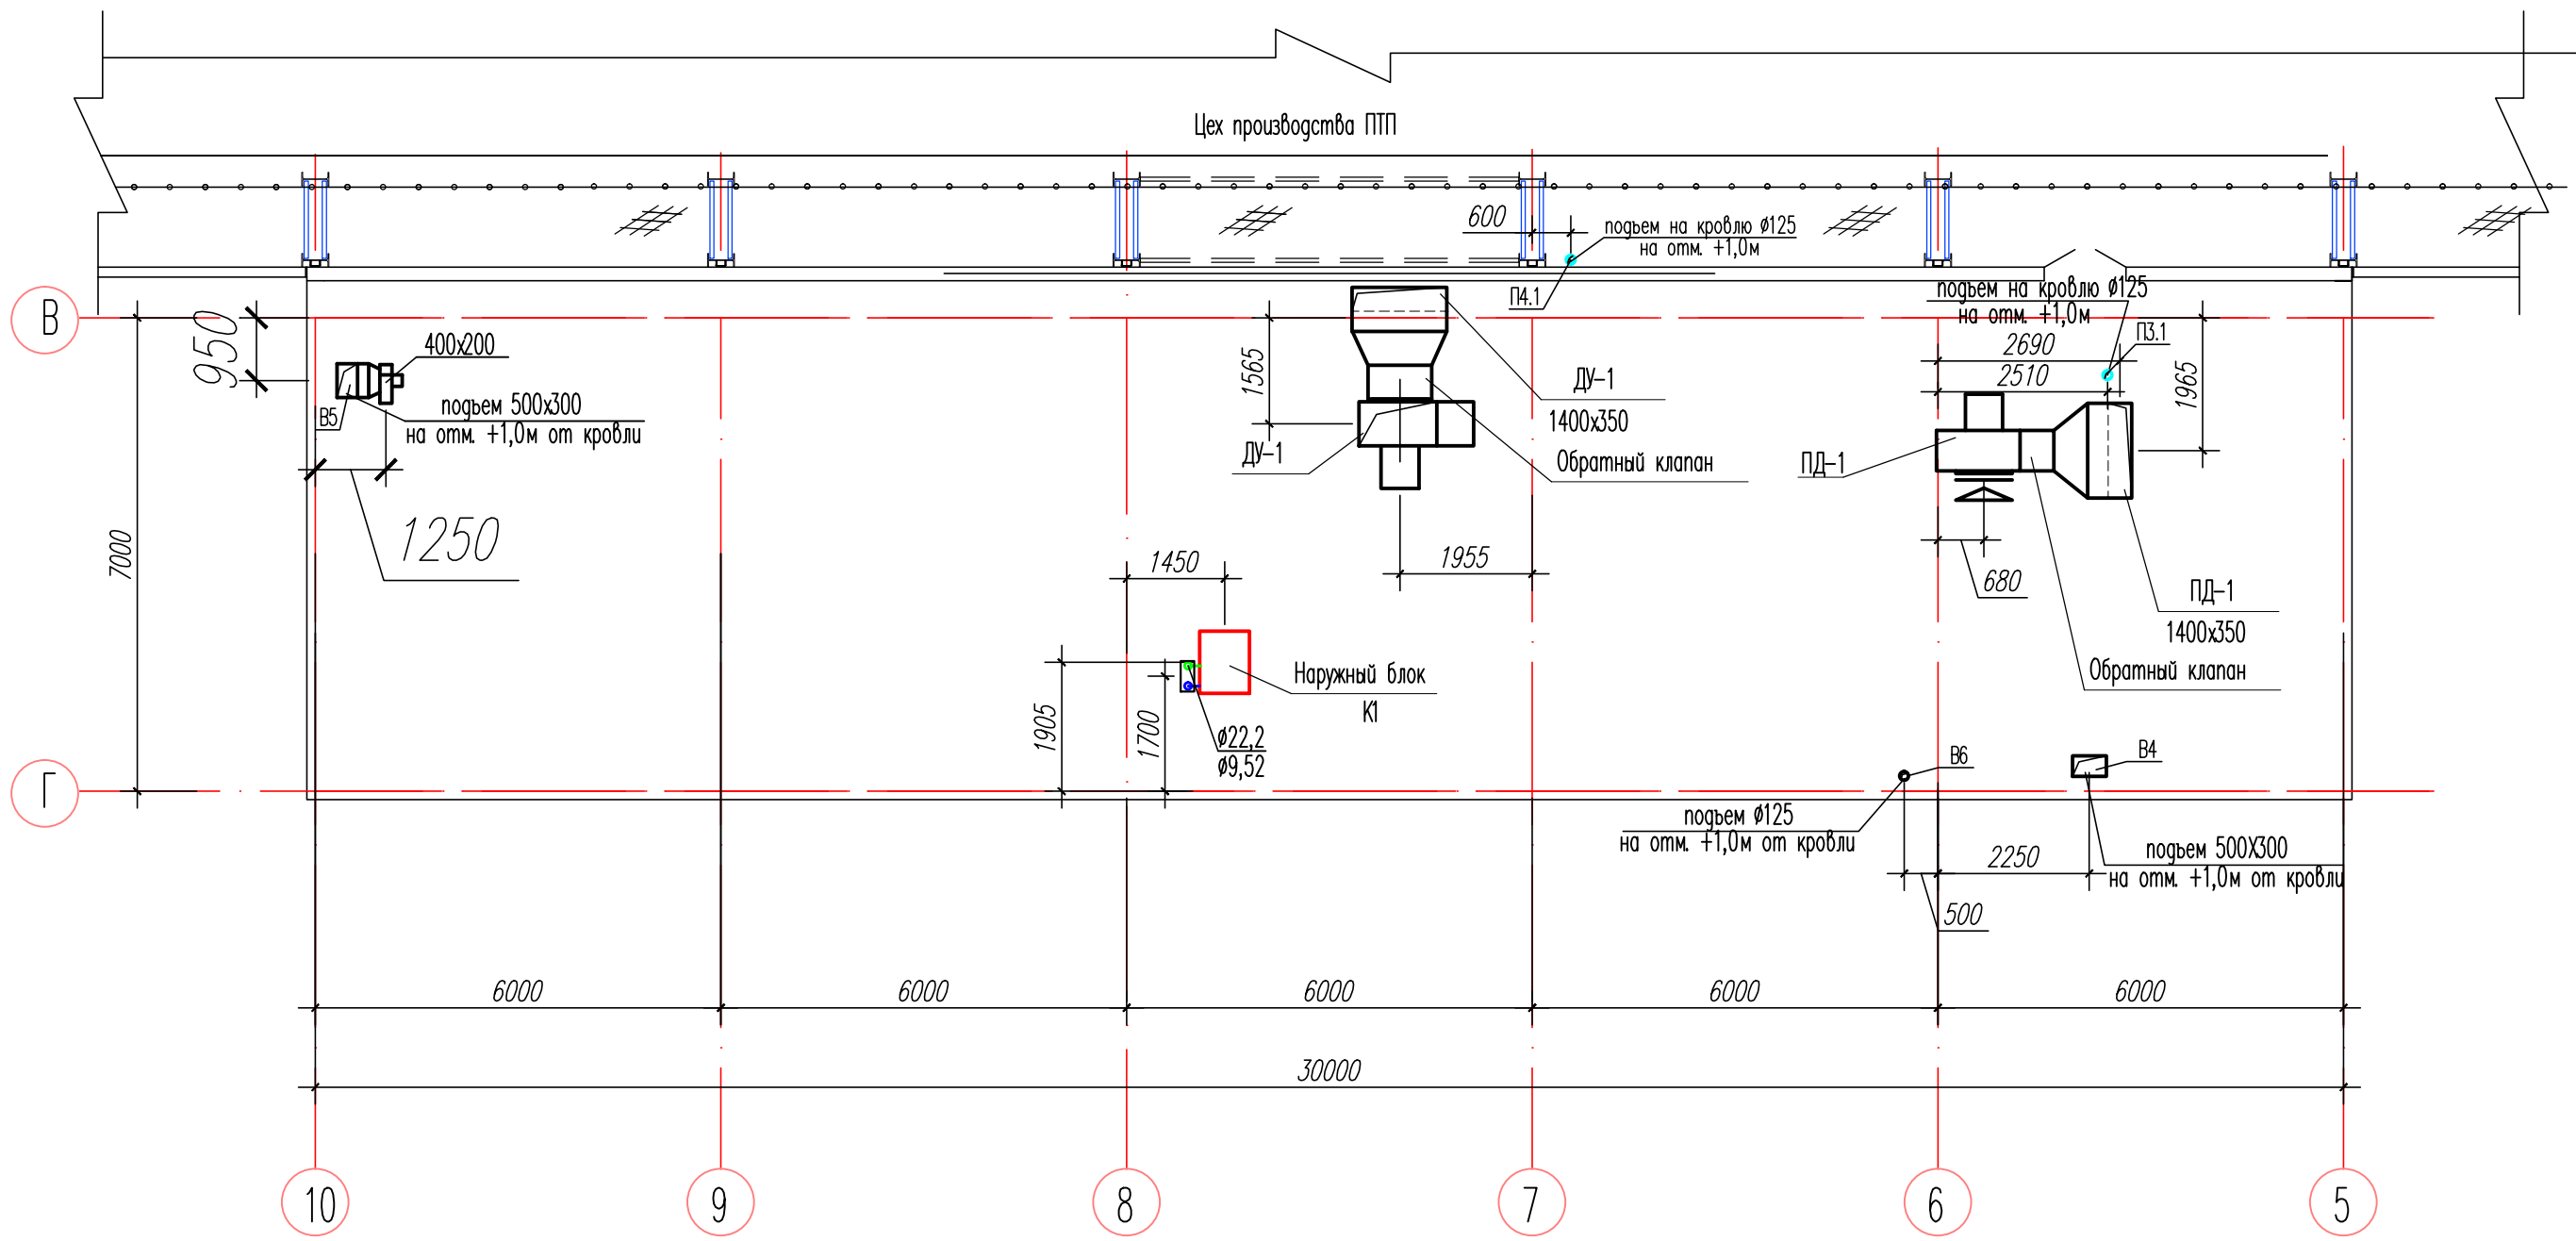 Цех производства ПТП
600
подъем на кровлю Ø125
на отм. +1,0м
П4.1
подъем на кровлю Ø125
на отм. +1,0м
П3.1
В
950
400х200
В5
подъем 500х300
на отм. +1,0м от кровли
1250
7000
1565
ДУ-1
1400х350
ДУ-1
Обратный клапан
1955
2690
2510
1965
ПД-1
680
ПД-1
1400х350
Обратный клапан
1450
Наружный блок
К1
1905
1700
Ø22,2
Ø9,52
Г
В6
В4
подъем Ø125
на отм. +1,0м от кровли
2250
подъем 500Х300
на отм. +1,0м от кровли
500
6000
6000
6000
6000
6000
30000
10
9
8
7
6
5